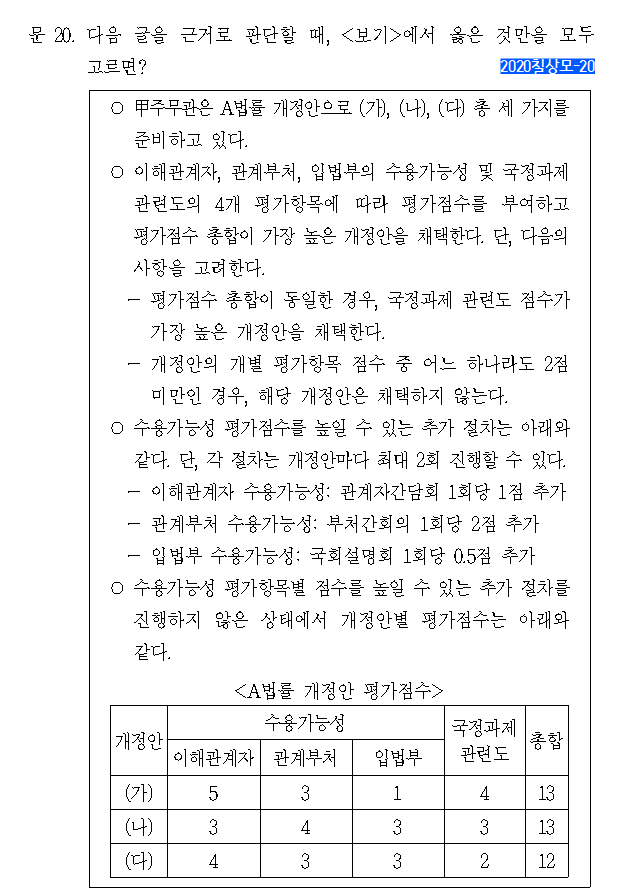 문 20. 다음 글을 근거로 판단할 때, <보기>에서 옳은 것만을 모두
고르면?
2020침상모-20
○ 甲주무관은 A법률 개정안으로 (가), (나), (다) 총 세 가지를
준비하고 있다.
○ 이해관계자, 관계부처, 입법부의 수용가능성 및 국정과제
관련도의 4개 평가항목에 따라 평가점수를 부여하고
평가점수 총합이 가장 높은 개정안을 채택한다. 단, 다음의
사항을 고려한다.
－ 평가점수 총합이 동일한 경우, 국정과제 관련도 점수가
가장 높은 개정안을 채택한다.
－ 개정안의 개별 평가항목 점수 중 어느 하나라도 2점
미만인 경우, 해당 개정안은 채택하지 않는다.
○ 수용가능성 평가점수를 높일 수 있는 추가 절차는 아래와
같다. 단, 각 절차는 개정안마다 최대 2회 진행할 수 있다.
－ 이해관계자 수용가능성: 관계자간담회 1회당 1점 추가
－ 관계부처 수용가능성: 부처간회의 1회당 2점 추가
－ 입법부 수용가능성: 국회설명회 1회당 0.5점 추가
○ 수용가능성 평가항목별 점수를 높일 수 있는 추가 절차를
진행하지 않은 상태에서 개정안별 평가점수는 아래와
같다.
<A법률 개정안 평가점수>
개정안 수용가능성 국정과제 관련도 총합
이해관계자 관계부처 입법부
(가) 5 3 1 4 13
(나) 3 4 3 3 13
(다) 4 3 3 2 12